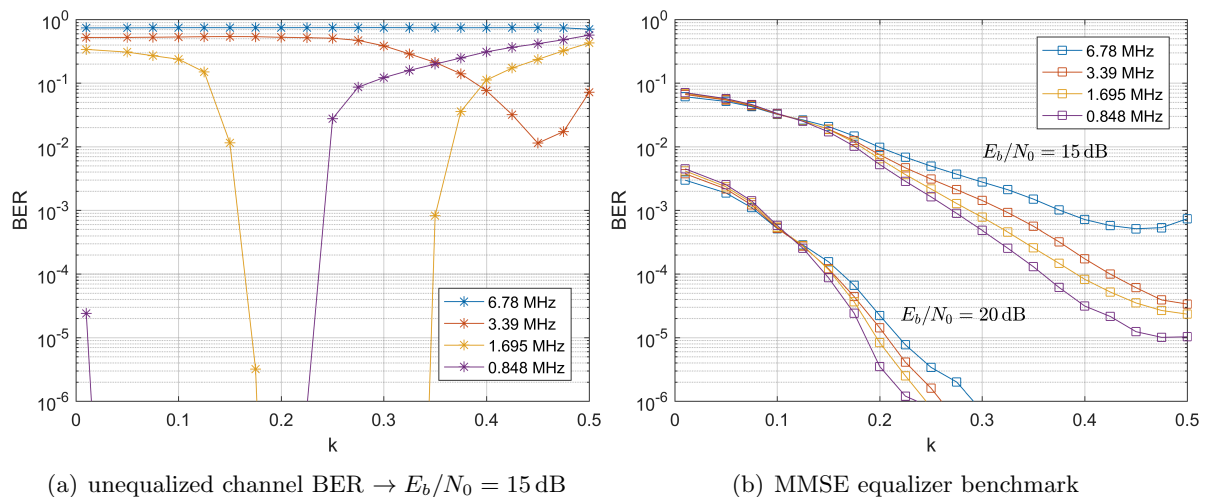 10^0
10^-1
10^-2
10^-3
10^-4
10^-5
10^-6
BER
0 0.1 0.2 0.3 0.4 0.5
k
6.78 MHz
3.39 MHz
1.695 MHz
0.848 MHz
(a) unequalized channel BER → E_b/N_0 = 15 dB
10^0
10^-1
10^-2
10^-3
10^-4
10^-5
10^-6
BER
0 0.1 0.2 0.3 0.4 0.5
k
6.78 MHz
3.39 MHz
1.695 MHz
0.848 MHz
E_b/N_0 = 15 dB
E_b/N_0 = 20 dB
(b) MMSE equalizer benchmark